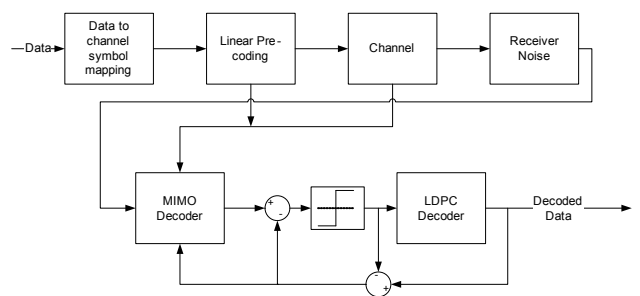 Data
Data to
channel
symbol
mapping
Linear Pre-
coding
Channel
Receiver
Noise
MIMO
Decoder
+
-
LDPC
Decoder
Decoded
Data
-
+